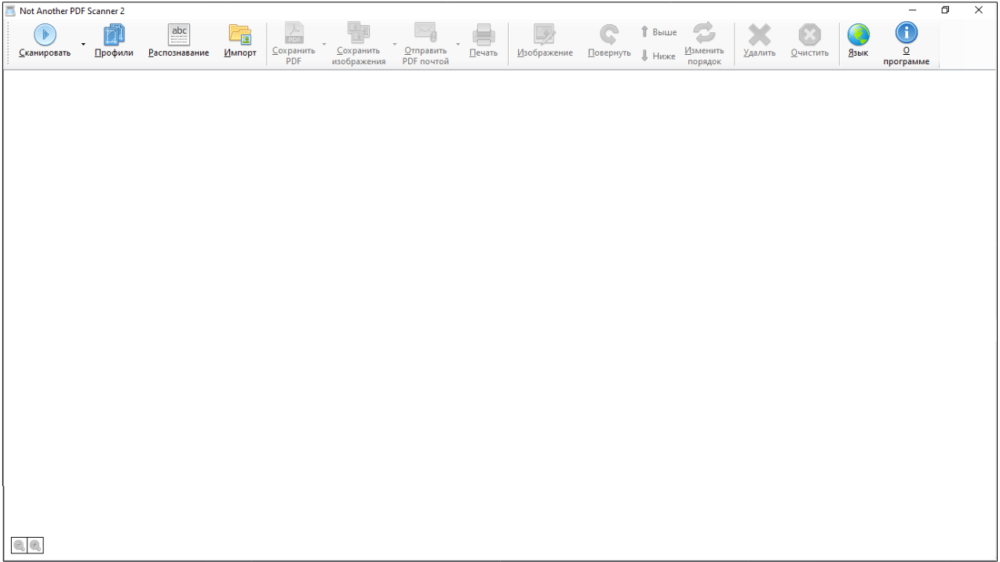 Not Another PDF Scanner 2
Сканировать
Профили
abc
Распознавание
Импорт
PDF
Сохранить
PDF
Сохранить
изображения
Отправить
PDF почтой
Печать
Изображение
Повернуть
Выше
Ниже
Изменить
порядок
Удалить
Очистить
Язык
О
программе